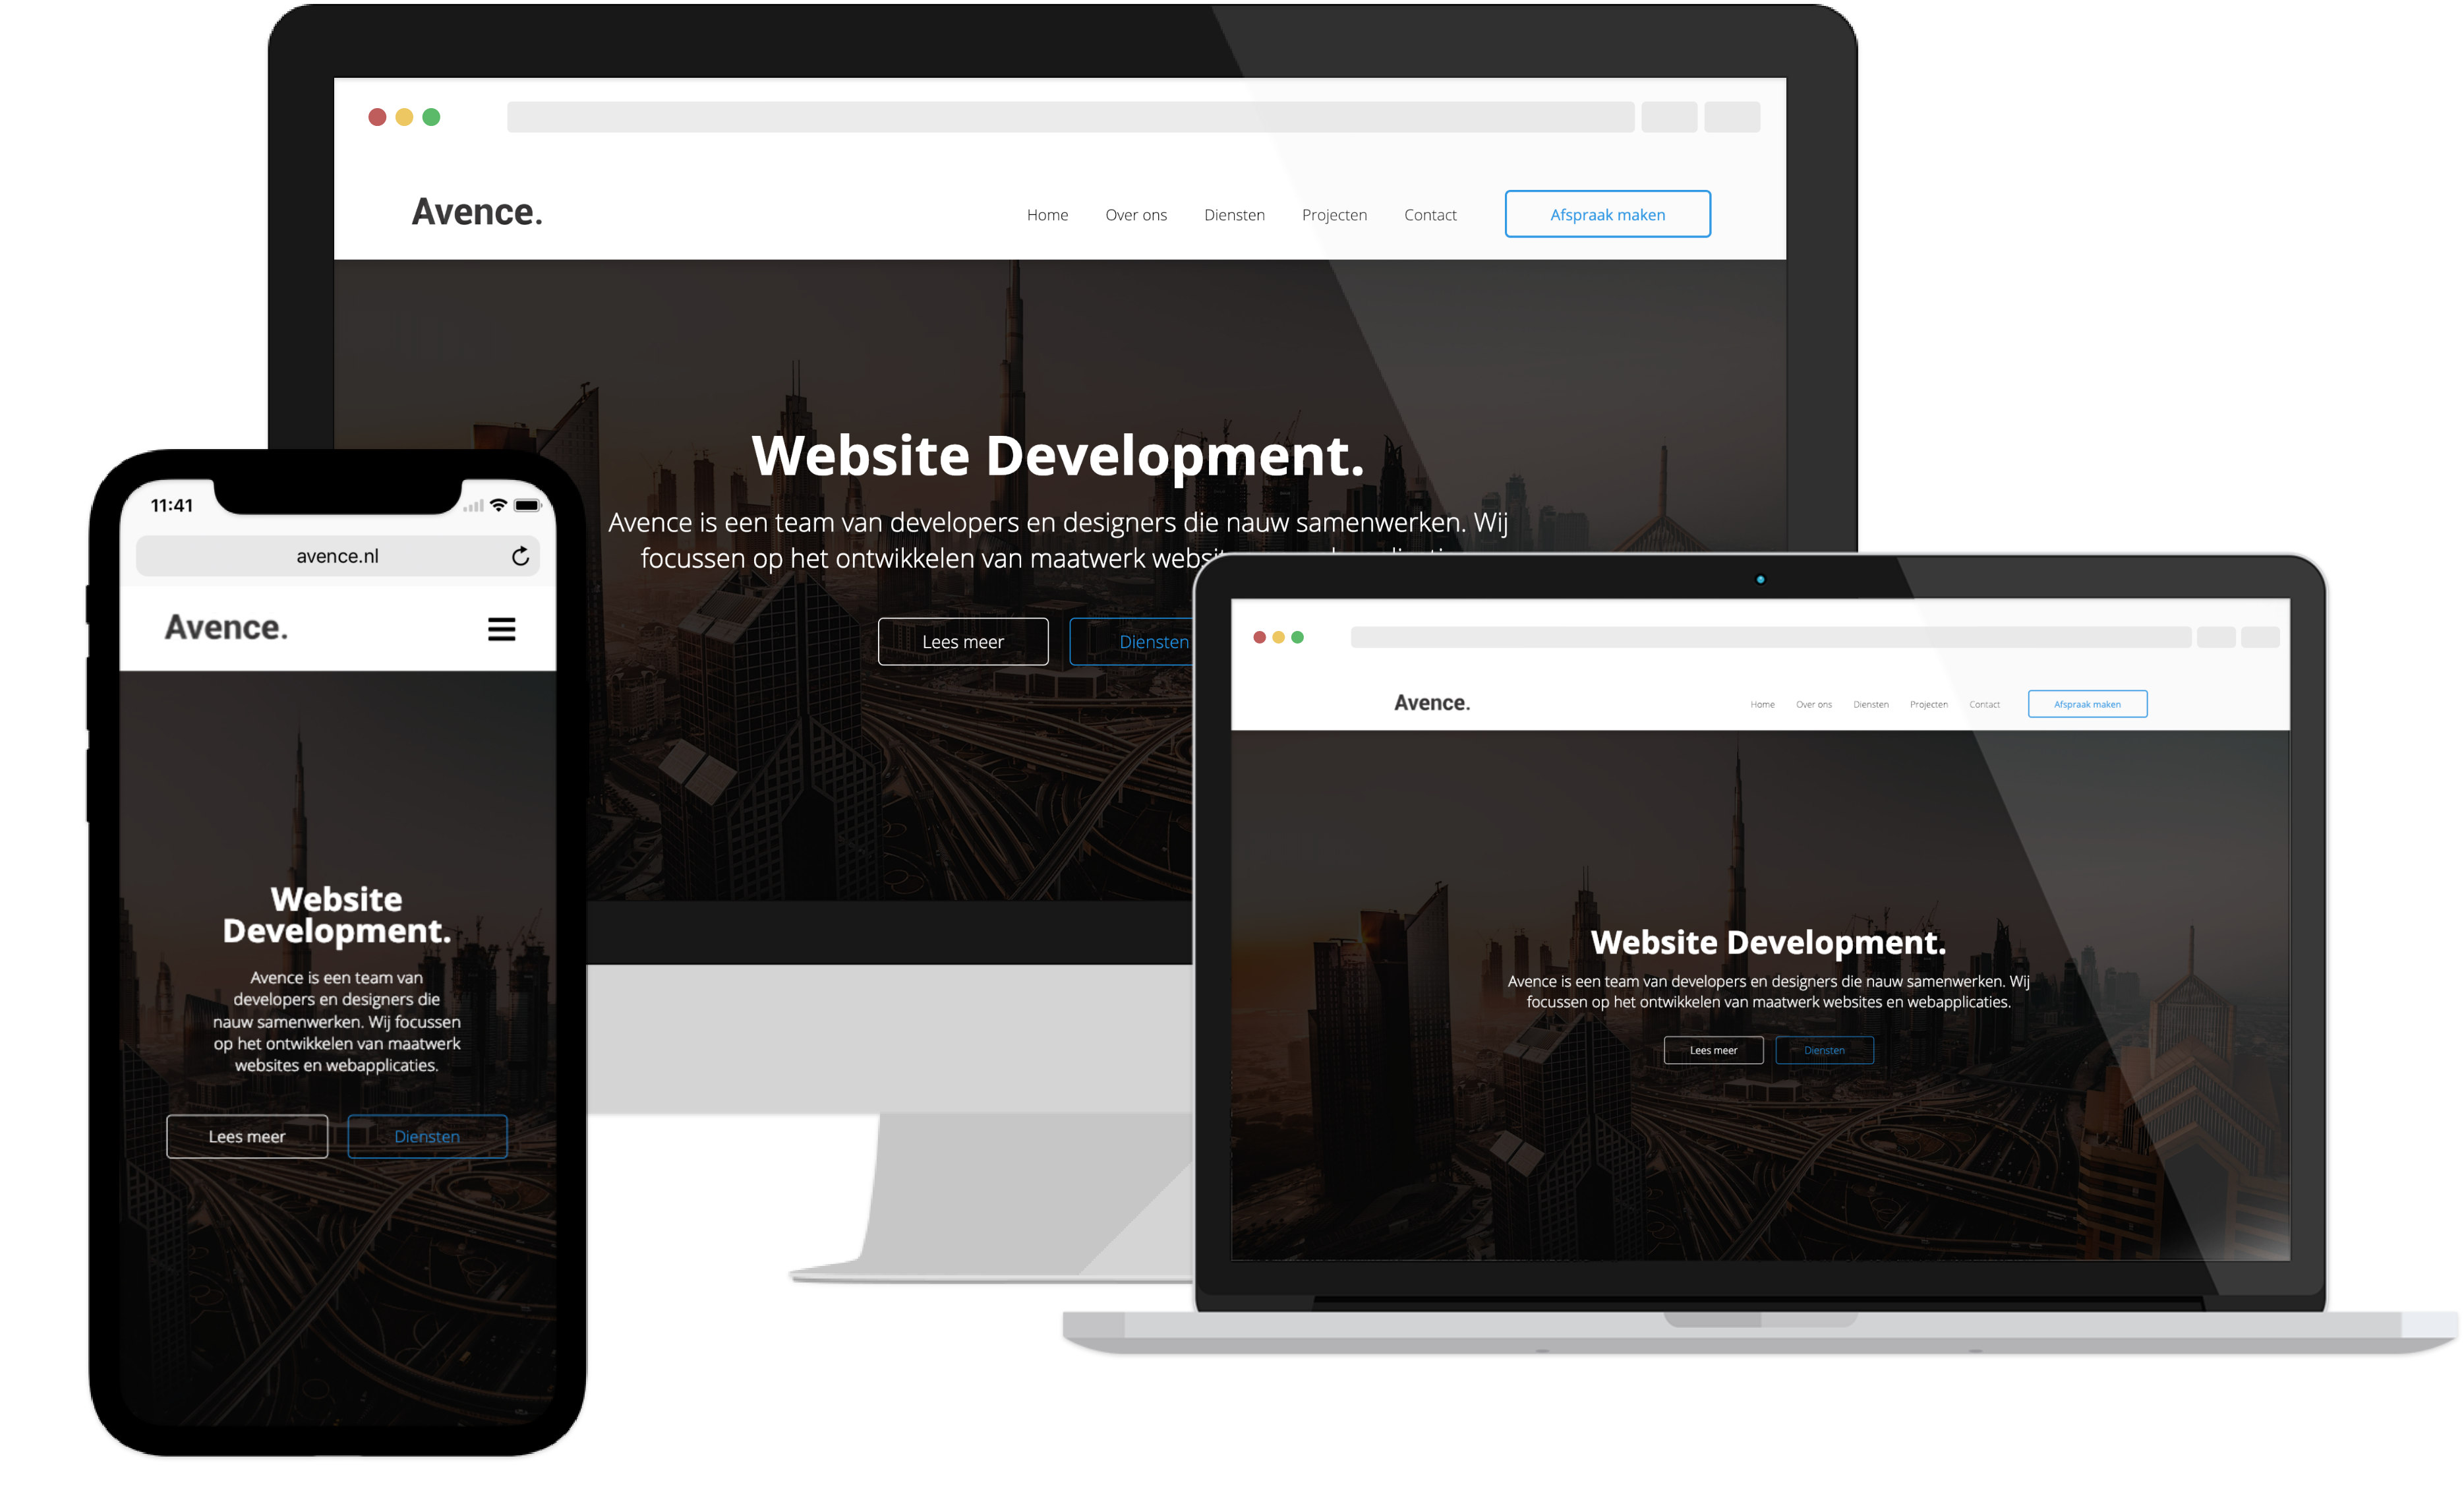 Avence.
Home Over ons Diensten Projecten Contact Afspraak maken
Website Development.
Avence is een team van developers en designers die nauw samenwerken. Wij
focussen op het ontwikkelen van maatwerk
Lees meer Diensten
11:41
avence.nl
Avence.
Website
Development.
Avence is een team van
developers en designers die
nauw samenwerken. Wij focussen
op het ontwikkelen van maatwerk
websites en webapplicaties.
Lees meer Diensten
Avence.
Home Over ons Diensten Projecten Contact Afspraak maken
Website Development.
Avence is een team van developers en designers die nauw samenwerken. Wij
focussen op het ontwikkelen van maatwerk websites en webapplicaties.
Lees meer Diensten